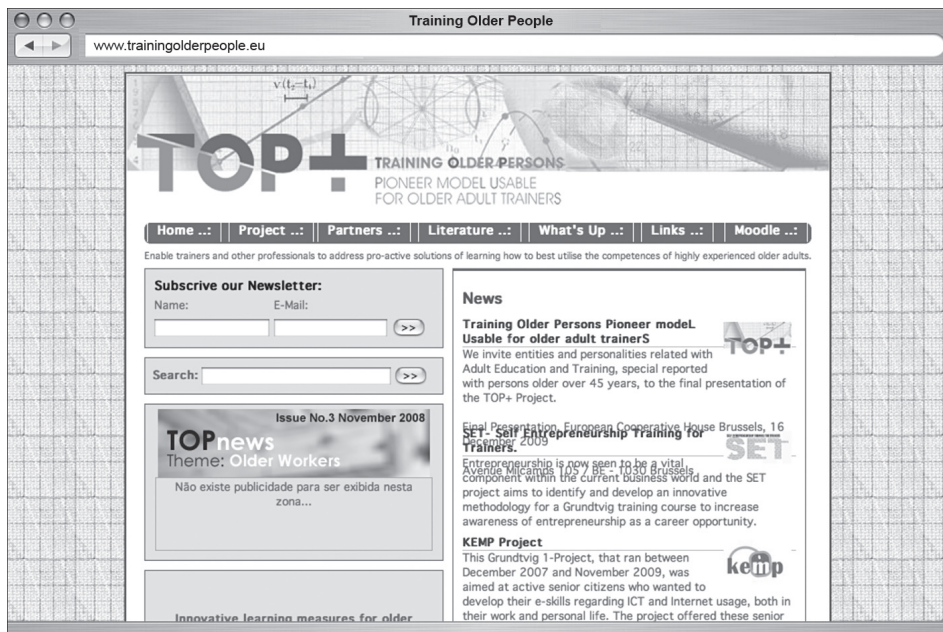 Training Older People
www.trainingolderpeople.eu
v(t₂-t₁)
TOP+
TRAINING OLDER PERSONS
PIONEER MODEL USABLE
FOR OLDER ADULT TRAINERS
Home ..: Project ..: Partners ..: Literature ..: What's Up ..: Links ..: Moodle ..:
Enable trainers and other professionals to address pro-active solutions of learning how to best utilise the competences of highly experienced older adults.
Subscrive our Newsletter:
Name: E-Mail:
>>
Search: >>
Issue No.3 November 2008
TOPnews
Theme: Older Workers
Não existe publicidade para ser exibida nesta
zona...
Innovative learning measures for older
News
Training Older Persons Pioneer modeL
Usable for older adult trainerS
TOP+
We invite entities and personalities related with
Adult Education and Training, special reported
with persons older over 45 years, to the final presentation of
the TOP+ Project.
Final Presentation, European Cooperative House Brussels, 16
December 2009
Avenue Milcamps 105 / BE - 1030 Brussels
SET- Self Entrepreneurship Training for
Trainers.
SET
Entrepreneurship is now seen to be a vital
component within the current business world and the SET
project aims to identify and develop an innovative
methodology for a Grundtvig training course to increase
awareness of entrepreneurship as a career opportunity.
KEMP Project
kemp
This Grundtvig 1-Project, that ran between
December 2007 and November 2009, was
aimed at active senior citizens who wanted to
develop their e-skills regarding ICT and Internet usage, both in
their work and personal life. The project offered these senior